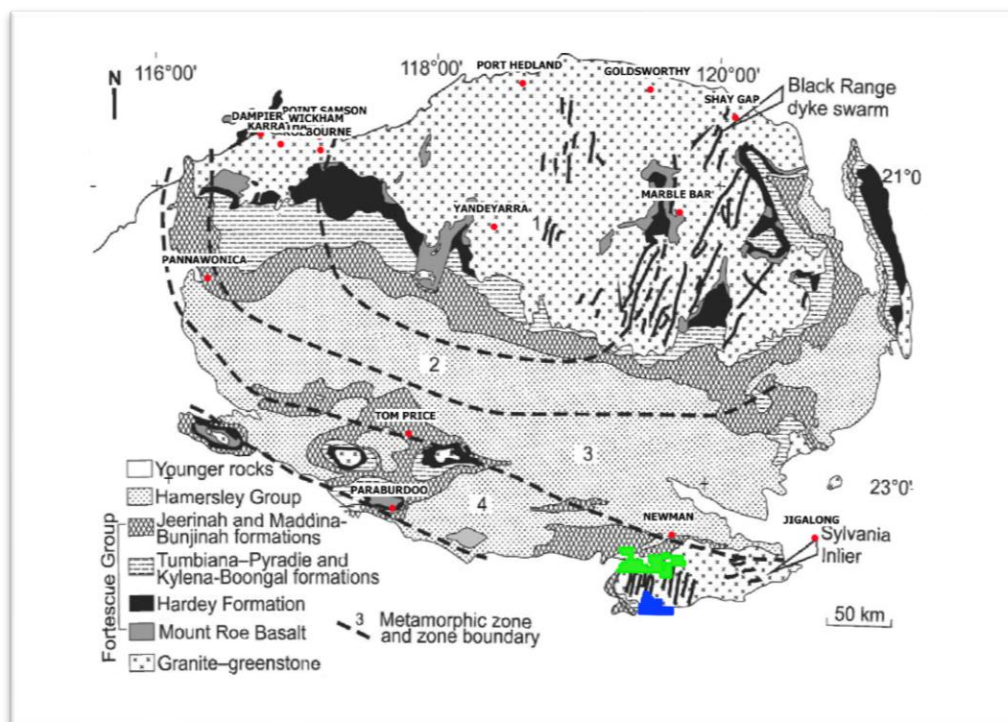 116°00'
118°00'
PORT HEDLAND
GOLDSWORTHY
120°00'
N
SHAY GAP
Black Range
dyke swarm
POINT SAMSON
DAMPIER WICKHAM
KARRATHA
ROEBOURNE
21°0'
MARBLE BAR
YANDEYARRA
1
PANNAWONICA
2
TOM PRICE
3
Younger rocks
23°0'
PARABURDOO
4
Hamersley Group
NEWMAN
JIGALONG
Sylvania
Inlier
Fortescue Group
Jeerinah and Maddina-
Bunjinah formations
Tumbiana–Pyradie and
Kylena–Boongal formations
Hardey Formation
Mount Roe Basalt
Granite–greenstone
3 Metamorphic zone
and zone boundary
50 km